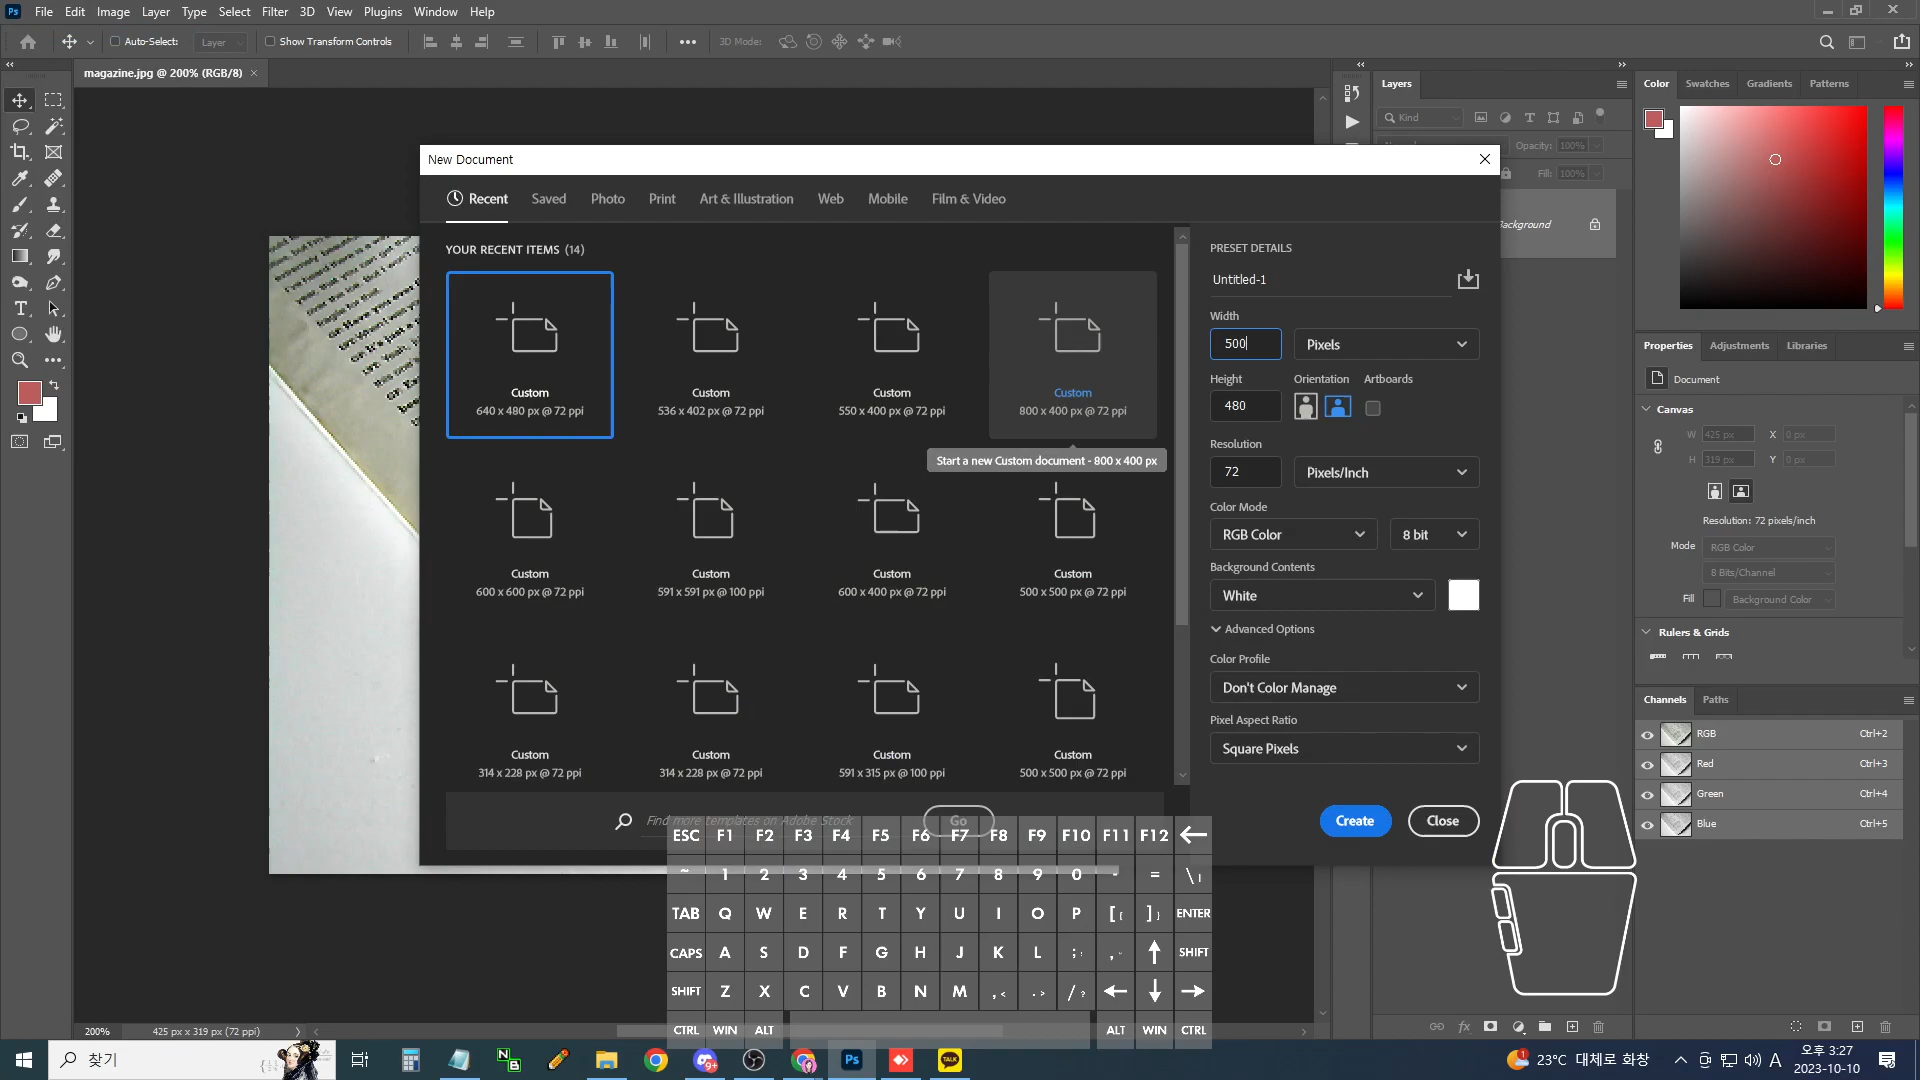 Ps File Edit Image Layer Type Select Filter 3D View Plugins Window Help
Auto-Select: Layer Show Transform Controls 3D Mode:
magazine.jpg @ 200% (RGB/8)
New Document
Recent Saved Photo Print Art & Illustration Web Mobile Film & Video
YOUR RECENT ITEMS (14)
Custom
640 x 480 px @ 72 ppi
Custom
536 x 402 px @ 72 ppi
Custom
550 x 400 px @ 72 ppi
Custom
800 x 400 px @ 72 ppi
Start a new Custom document - 800 x 400 px
Custom
600 x 600 px @ 72 ppi
Custom
591 x 591 px @ 100 ppi
Custom
600 x 400 px @ 72 ppi
Custom
500 x 500 px @ 72 ppi
Custom
314 x 228 px @ 72 ppi
Custom
314 x 228 px @ 72 ppi
Custom
591 x 315 px @ 100 ppi
Custom
500 x 500 px @ 72 ppi
Find more templates on Adobe Stock
Go
PRESET DETAILS
Untitled-1
Width
500 Pixels
Height Orientation Artboards
480
Resolution
72 Pixels/Inch
Color Mode
RGB Color 8 bit
Background Contents
White
Advanced Options
Color Profile
Don't Color Manage
Pixel Aspect Ratio
Square Pixels
Create Close
Layers
Kind
Opacity: 100%
Fill: 100%
Background
Color Swatches Gradients Patterns
Properties Adjustments Libraries
Document
Canvas
W 425 px X 0 px
H 319 px Y 0 px
Resolution: 72 pixels/inch
Mode RGB Color
8 Bits/Channel
Fill Background Color
Rulers & Grids
Channels Paths
RGB Ctrl+2
Red Ctrl+3
Green Ctrl+4
Blue Ctrl+5
ESC F1 F2 F3 F4 F5 F6 F7 F8 F9 F10 F11 F12 ←
~ 1 2 3 4 5 6 7 8 9 0 - = \|
TAB Q W E R T Y U I O P [{ ]} ENTER
CAPS A S D F G H J K L ;: ," ↑ SHIFT
SHIFT Z X C V B N M ,< .> /? ← ↓ →
CTRL WIN ALT ALT WIN CTRL
200% 425 px x 319 px (72 ppi)
찾기
9+
Ps
TALK
1
23°C 대체로 화창
A
오후 3:27
2023-10-10